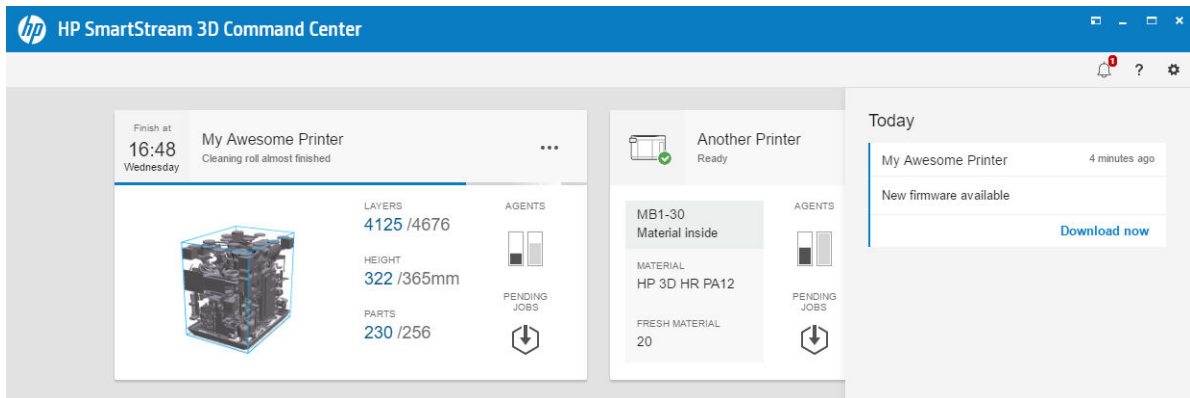 hp HP SmartStream 3D Command Center
1
?
Finish at
16:48
Wednesday
My Awesome Printer
Cleaning roll almost finished
LAYERS
4125 /4676
HEIGHT
322 /365mm
PARTS
230 /256
AGENTS
PENDING
JOBS
Another Printer
Ready
MB1-30
Material inside
MATERIAL
HP 3D HR PA12
FRESH MATERIAL
20
AGENTS
PENDING
JOBS
Today
My Awesome Printer 4 minutes ago
New firmware available
Download now